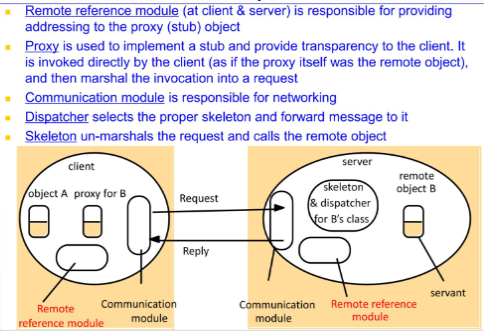 Remote reference module (at client & server) is responsible for providing
addressing to the proxy (stub) object
Proxy is used to implement a stub and provide transparency to the client. It
is invoked directly by the client (as if the proxy itself was the remote object),
and then marshal the invocation into a request
Communication module is responsible for networking
Dispatcher selects the proper skeleton and forward message to it
Skeleton un-marshals the request and calls the remote object
client
object A proxy for B
Request
Reply
Remote
reference module
Communication
module
server
skeleton
& dispatcher
for B's class
remote
object B
Communication
module
Remote reference
module
servant